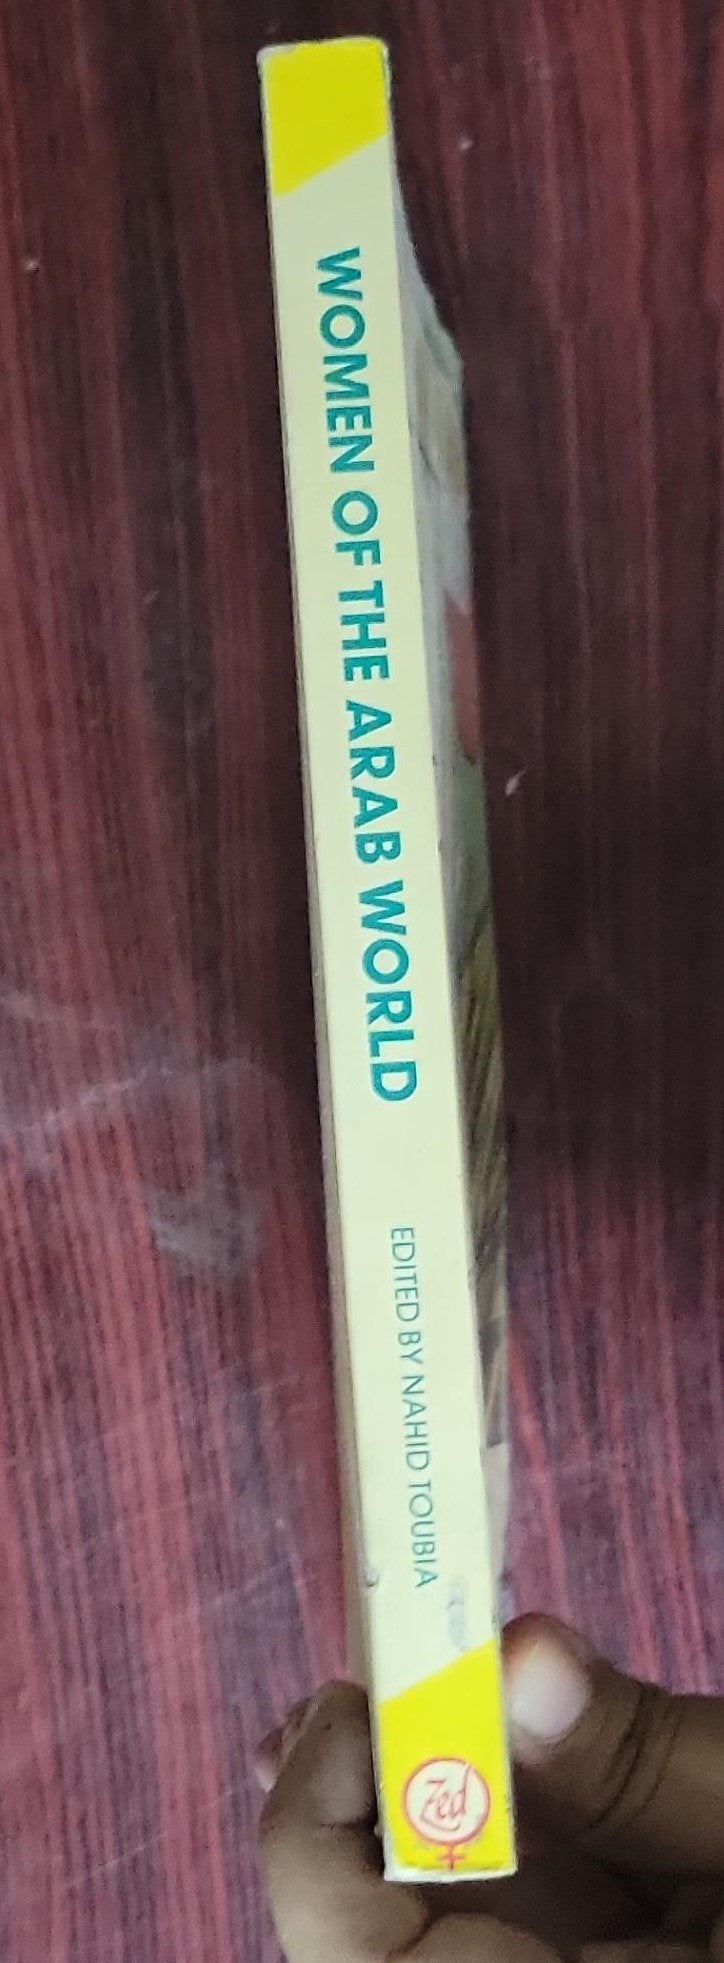 WOMEN OF THE ARAB WORLD
EDITED BY NAHID TOUBIA
Zed